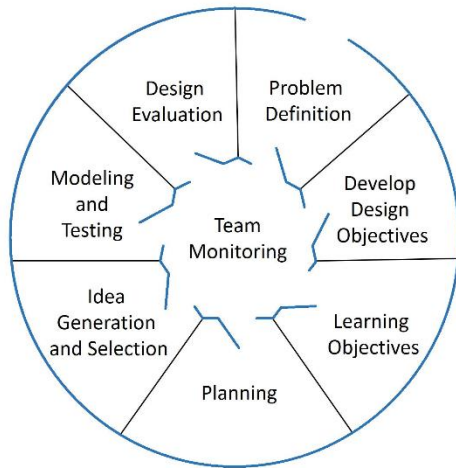 Design
Evaluation
Problem
Definition
Modeling
and
Testing
Team
Monitoring
Develop
Design
Objectives
Idea
Generation
and Selection
Learning
Objectives
Planning